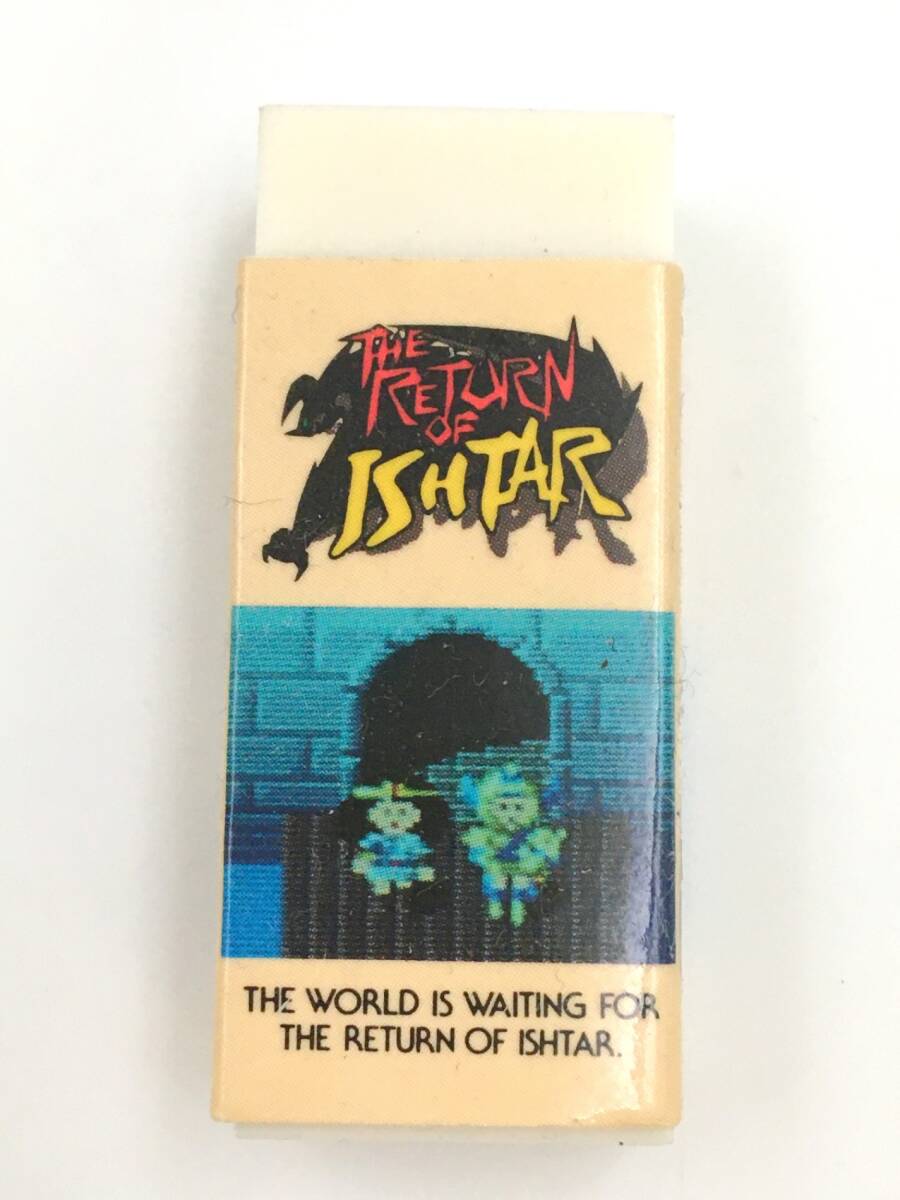 THE
RETURN
OF
ISHTAR
THE WORLD IS WAITING FOR
THE RETURN OF ISHTAR.